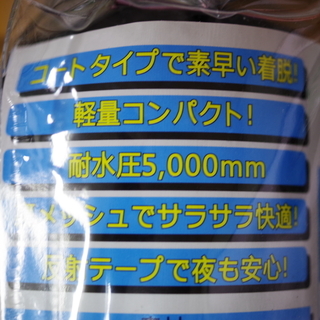 コートタイプで素早い着脱!
軽量コンパクト!
耐水圧5,000mm
メッシュでサラサラ快適!
反射テープで夜も安心!